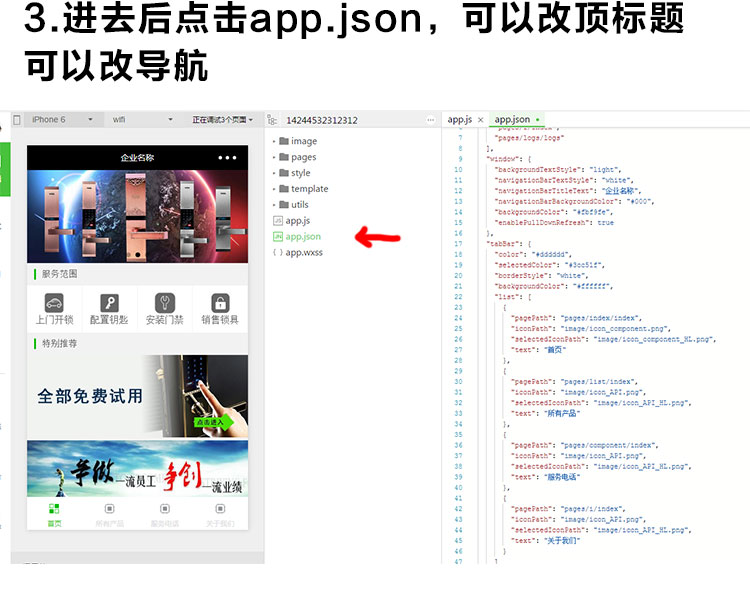 3.进去后点击app.json，可以改顶标题
可以改导航
iPhone 6
wifi
正在调试3个页面
14244532312312
app.js ×
app.json
企业名称
服务范围
上门开锁 配置钥匙 安装门禁 销售锁具
特别推荐
全部免费试用
点击进入
争做 一流员工 争创 一流业绩
首页 所有产品 服务电话 关于我们
image
pages
style
template
utils
JS app.js
JN app.json
{ } app.wxss
7 "pages/logs/logs"
8 ],
9 "window": {
10 "backgroundTextStyle": "light",
11 "navigationBarTextStyle": "white",
12 "navigationBarTitleText": "企业名称",
13 "navigationBarBackgroundColor": "#000",
14 "backgroundColor": "#fbf9fe",
15 "enablePullDownRefresh": true
16 },
17 "tabBar": {
18 "color": "#dddddd",
19 "selectedColor": "#3cc51f",
20 "borderStyle": "white",
21 "backgroundColor": "#ffffff",
22 "list": [
23 {
24 "pagePath": "pages/index/index",
25 "iconPath": "image/icon_component.png",
26 "selectedIconPath": "image/icon_component_HL.png",
27 "text": "首页"
28 },
29 {
30 "pagePath": "pages/list/index",
31 "iconPath": "image/icon_API.png",
32 "selectedIconPath": "image/icon_API_HL.png",
33 "text": "所有产品"
34 },
35 {
36 "pagePath": "pages/component/index",
37 "iconPath": "image/icon_API.png",
38 "selectedIconPath": "image/icon_API_HL.png",
39 "text": "服务电话"
40 },
41 {
42 "pagePath": "pages/i/index",
43 "iconPath": "image/icon_API.png",
44 "selectedIconPath": "image/icon_API_HL.png",
45 "text": "关于我们"
46 }
47 ]